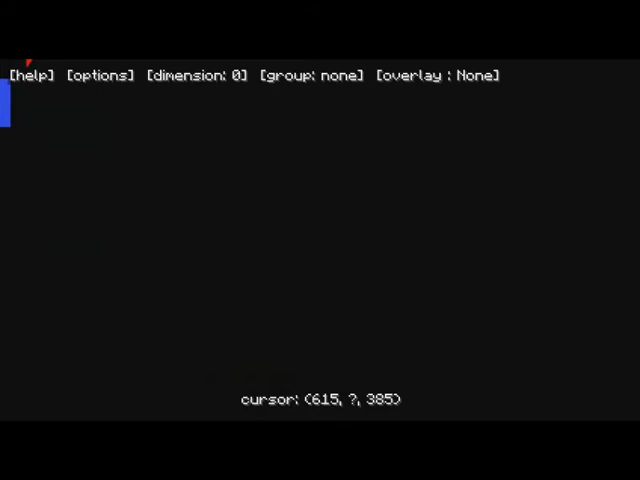 [help] [options] [dimension: 0] [group: none] [overlay : None]
cursor: (615, ?, 385)